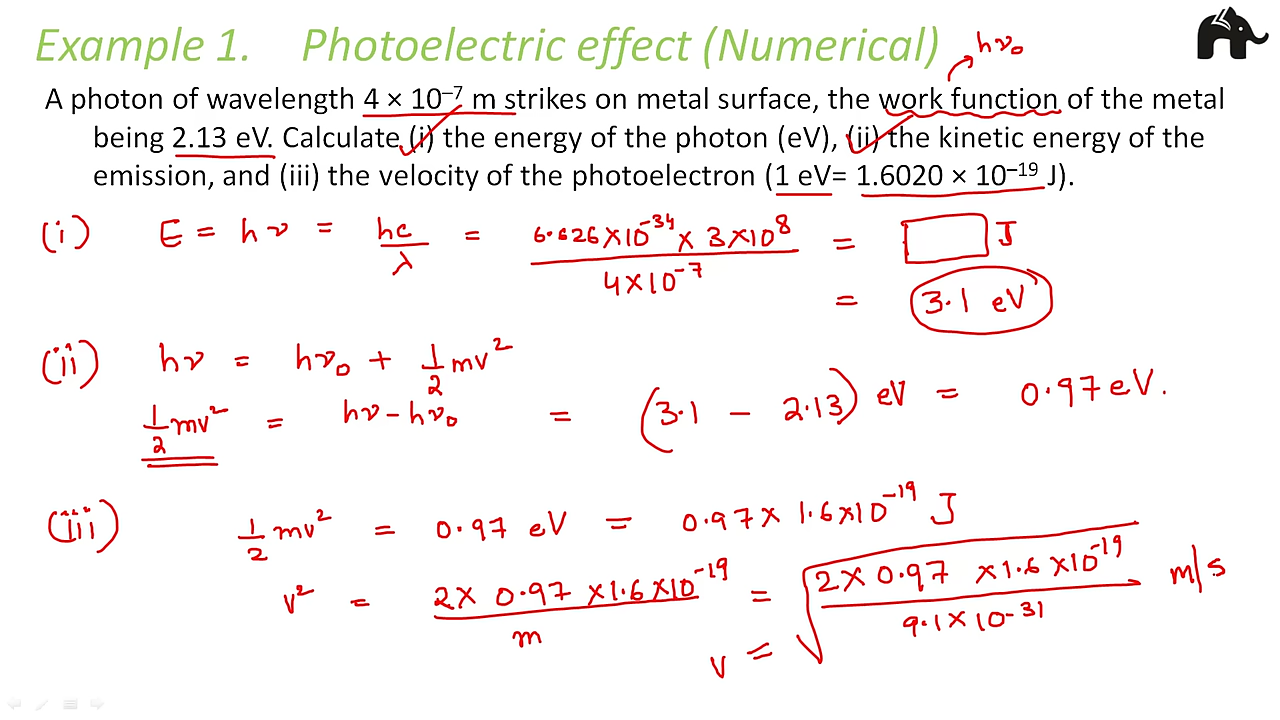 Example 1. Photoelectric effect (Numerical)
hν₀
A photon of wavelength 4 × 10⁻⁷ m strikes on metal surface, the work function of the metal
being 2.13 eV. Calculate (i) the energy of the photon (eV), (ii) the kinetic energy of the
emission, and (iii) the velocity of the photoelectron (1 eV= 1.6020 × 10⁻¹⁹ J).
(i) E = hν = hc/λ = 6.626×10⁻³⁴ × 3×10⁸ / 4×10⁻⁷ = J
= 3.1 eV
(ii) hν = hν₀ + 1/2 mv²
1/2 mv² = hν − hν₀ = (3.1 − 2.13) eV = 0.97 eV.
(iii) 1/2 mv² = 0.97 eV = 0.97 × 1.6×10⁻¹⁹ J
v² = 2× 0.97 ×1.6×10⁻¹⁹ / m = √(2× 0.97 ×1.6×10⁻¹⁹ / 9.1×10⁻³¹) m/s
v =